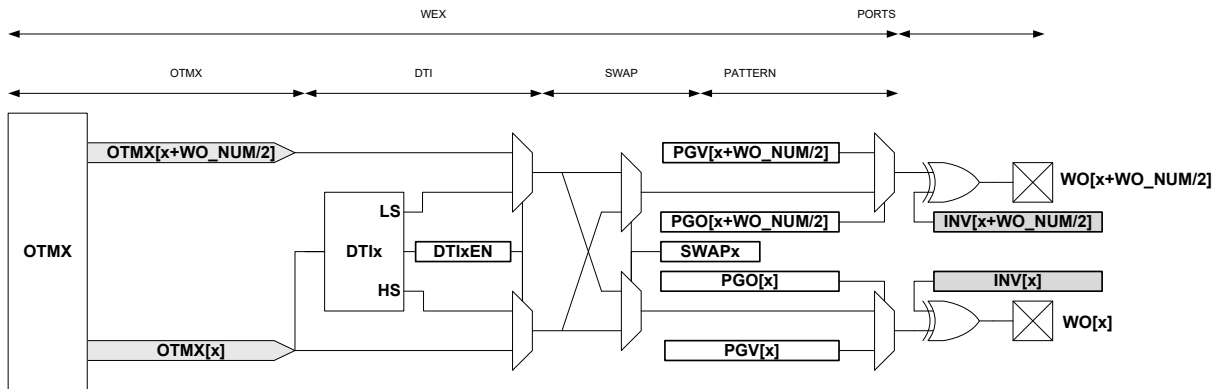 WEX PORTS
OTMX DTI SWAP PATTERN
OTMX[x+WO_NUM/2] PGV[x+WO_NUM/2]
WO[x+WO_NUM/2]
LS PGO[x+WO_NUM/2] INV[x+WO_NUM/2]
OTMX DTIx DTIxEN SWAPx
HS PGO[x] INV[x]
WO[x]
OTMX[x] PGV[x]